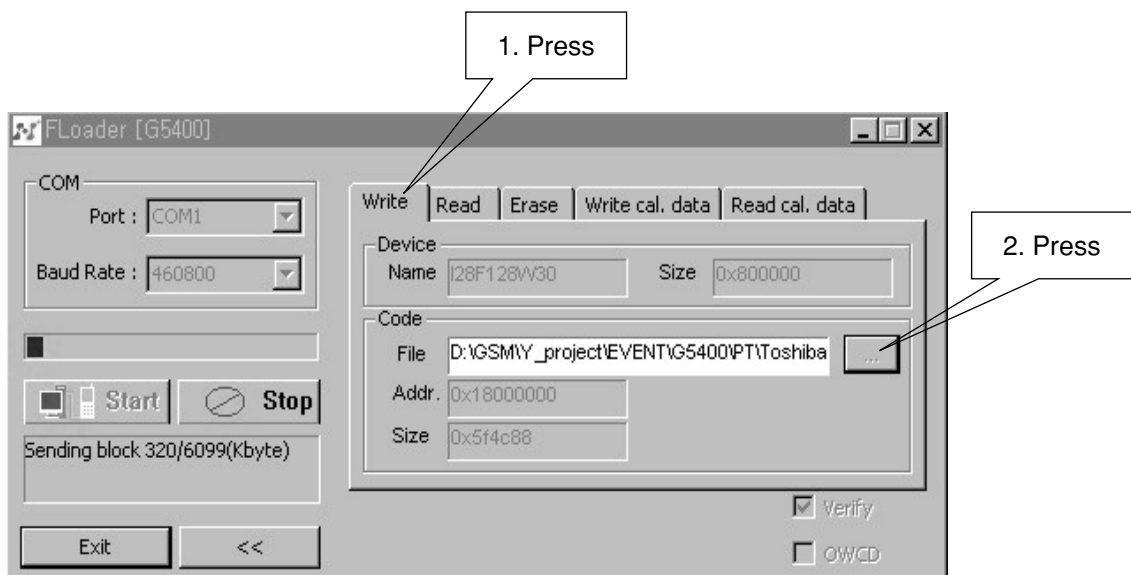 1. Press
FLoader [G5400]
COM
Port : COM1
Baud Rate : 460800
Start Stop
Sending block 320/6099(Kbyte)
Exit <<
Write Read Erase Write cal. data Read cal. data
Device
Name I28F128W30 Size 0x800000
Code
File D:\GSM\Y_project\EVENT\G5400\PT\Toshiba ...
Addr. 0x18000000
Size 0x5f4c88
2. Press
Verify
OWCD